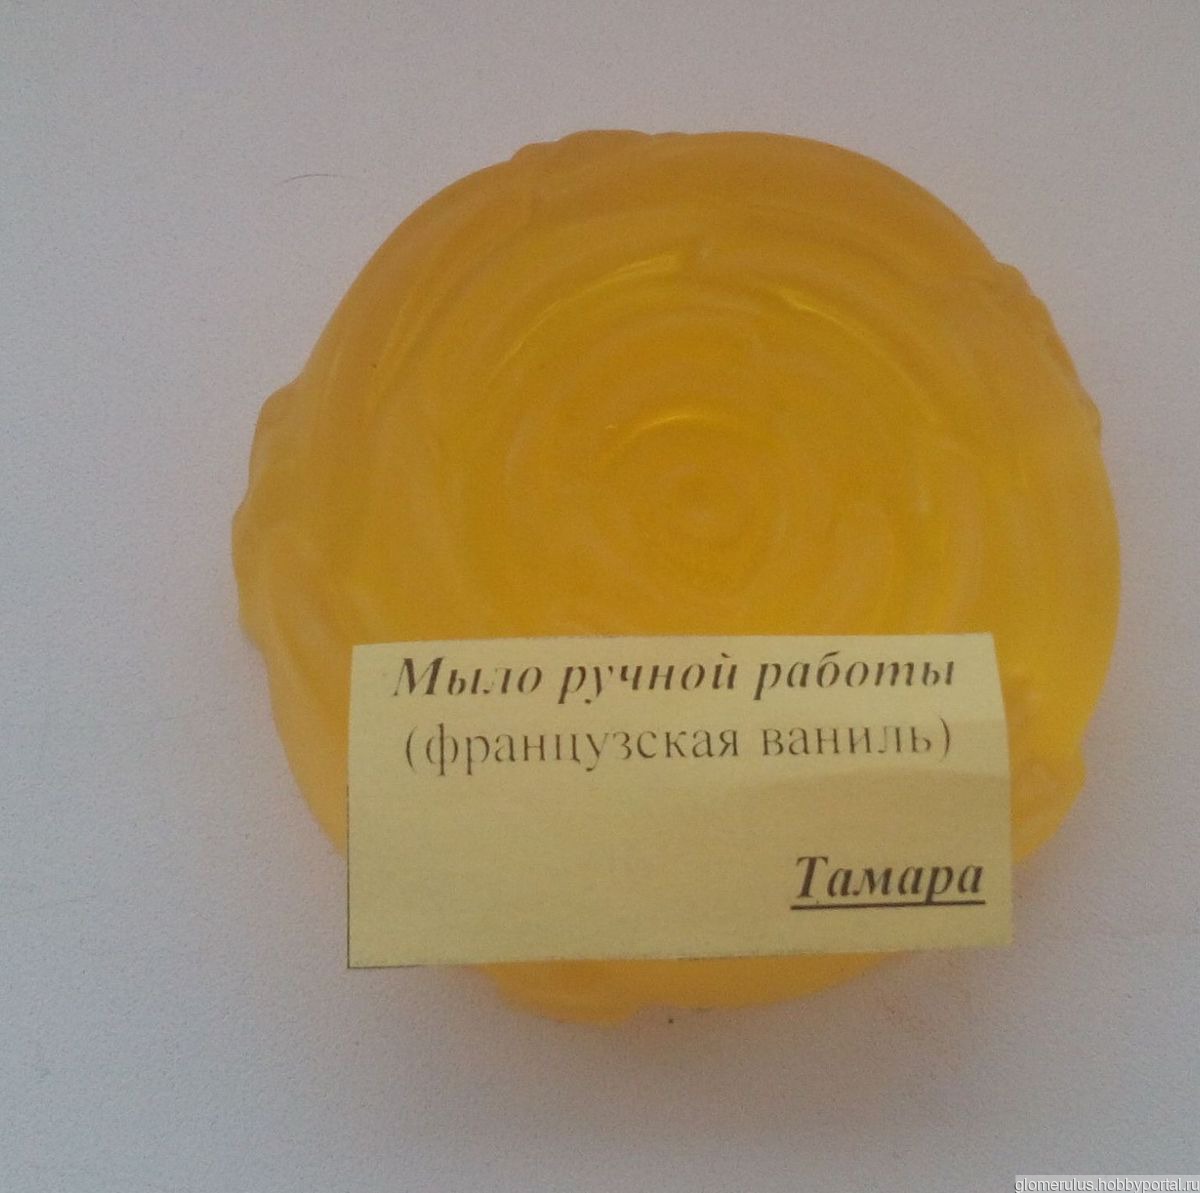 Мыло ручной работы
(французская ваниль)
Тамара
glomerulus.hobbyportal.ru